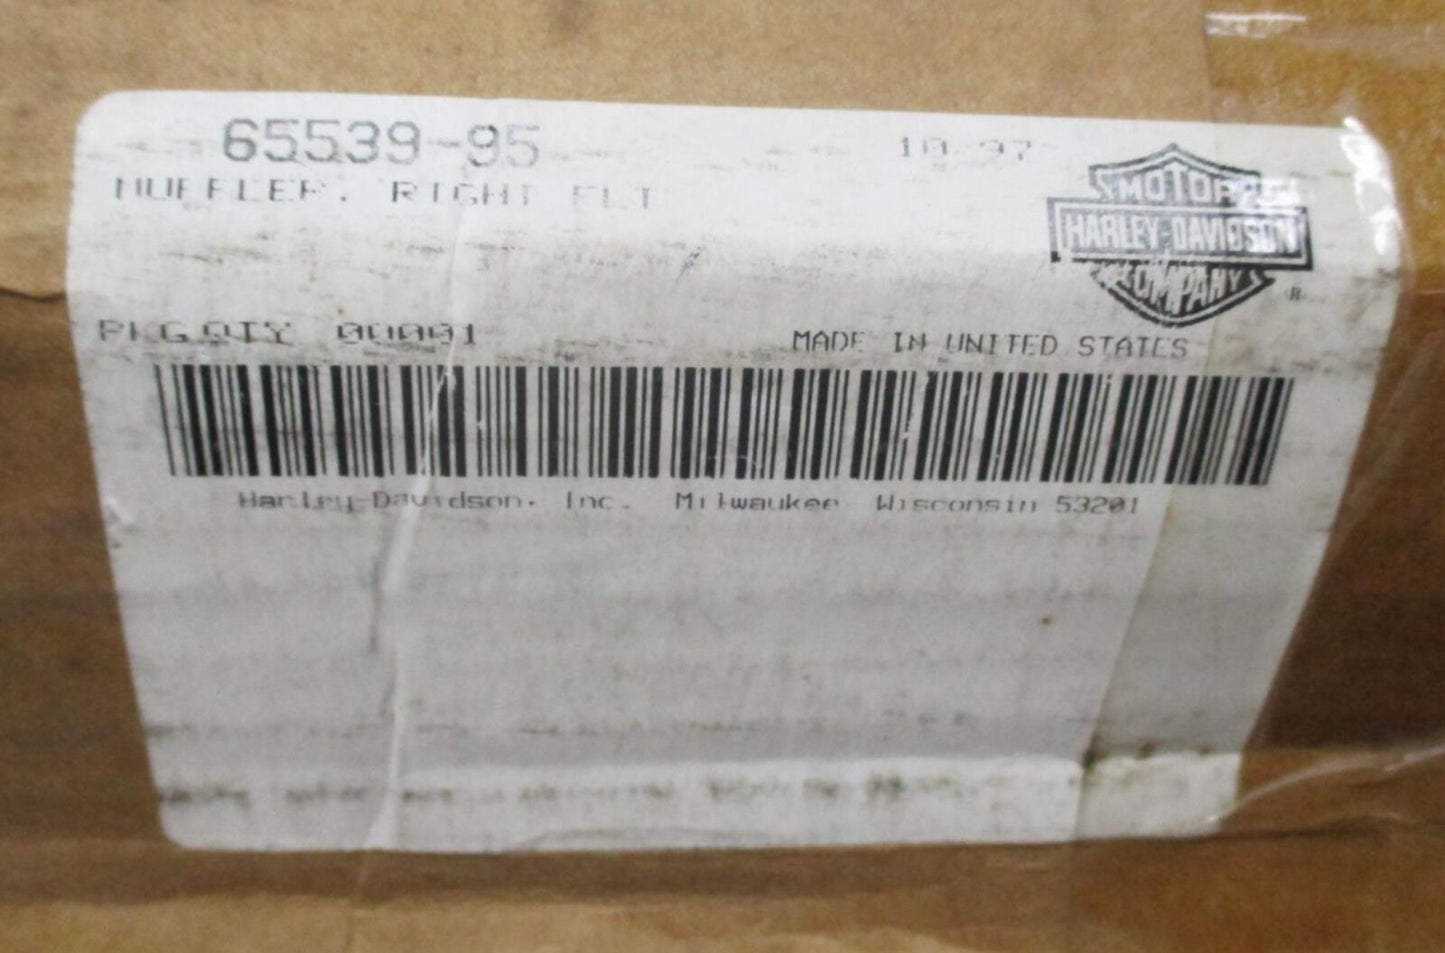 65539-95
10/97
MUFFLER, RIGHT FLT
MOTOR
HARLEY-DAVIDSON
COMPANY
®
PKG QTY 00001
MADE IN UNITED STATES
Harley-Davidson, Inc. Milwaukee Wisconsin 53201